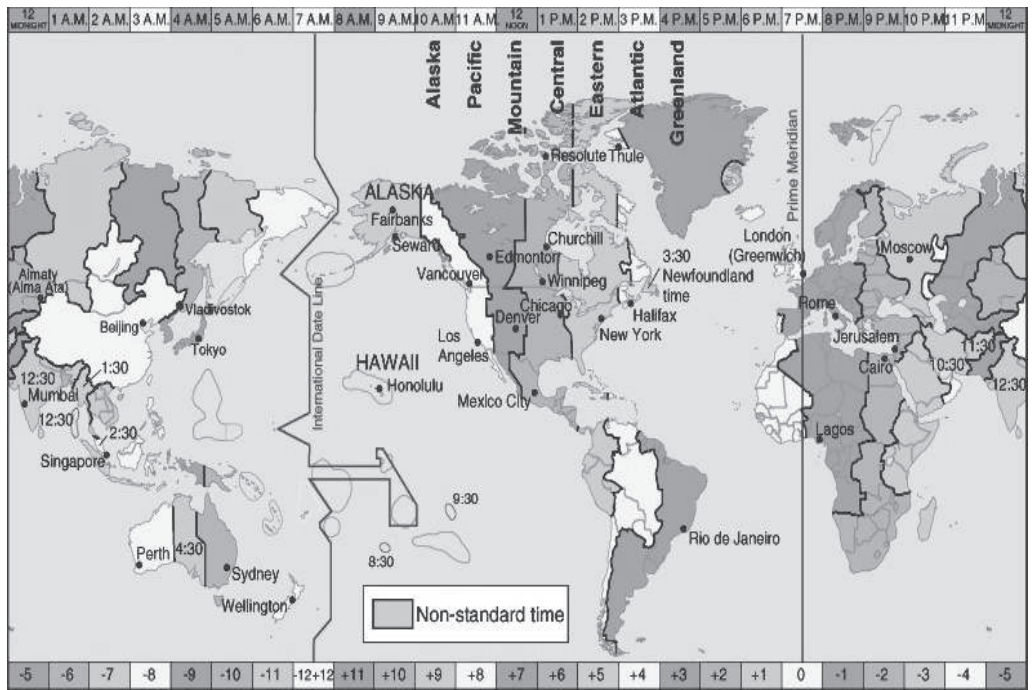 12 MIDNIGHT 1 A.M. 2 A.M. 3 A.M. 4 A.M. 5 A.M. 6 A.M. 7 A.M. 8 A.M. 9 A.M. 10 A.M 11 A.M. 12 NOON 1 P.M. 2 P.M. 3 P.M. 4 P.M. 5 P.M. 6 P.M. 7 P.M. 8 P.M. 9 P.M. 10 P.M 11 P.M. 12 MIDNIGHT
Alaska
Pacific
Mountain
Central
Eastern
Atlantic
Greenland
Prime Meridian
International Date Line
Resolute
Thule
ALASKA
Fairbanks
Seward
Churchill
Edmonton
Vancouver
Winnipeg
3:30
Newfoundland
time
London
(Greenwich)
Moscow
Almaty
(Alma Ata)
Vladivostok
Beijing
Tokyo
Chicago
Denver
Halifax
New York
Los
Angeles
Rome
Jerusalem
Cairo
11:30
10:30
12:30
1:30
12:30
Mumbai
12:30
2:30
Singapore
HAWAII
Honolulu
Mexico City
Lagos
9:30
8:30
Rio de Janeiro
Perth
4:30
Sydney
Wellington
Non-standard time
-5 -6 -7 -8 -9 -10 -11 -12 +12 +11 +10 +9 +8 +7 +6 +5 +4 +3 +2 +1 0 -1 -2 -3 -4 -5